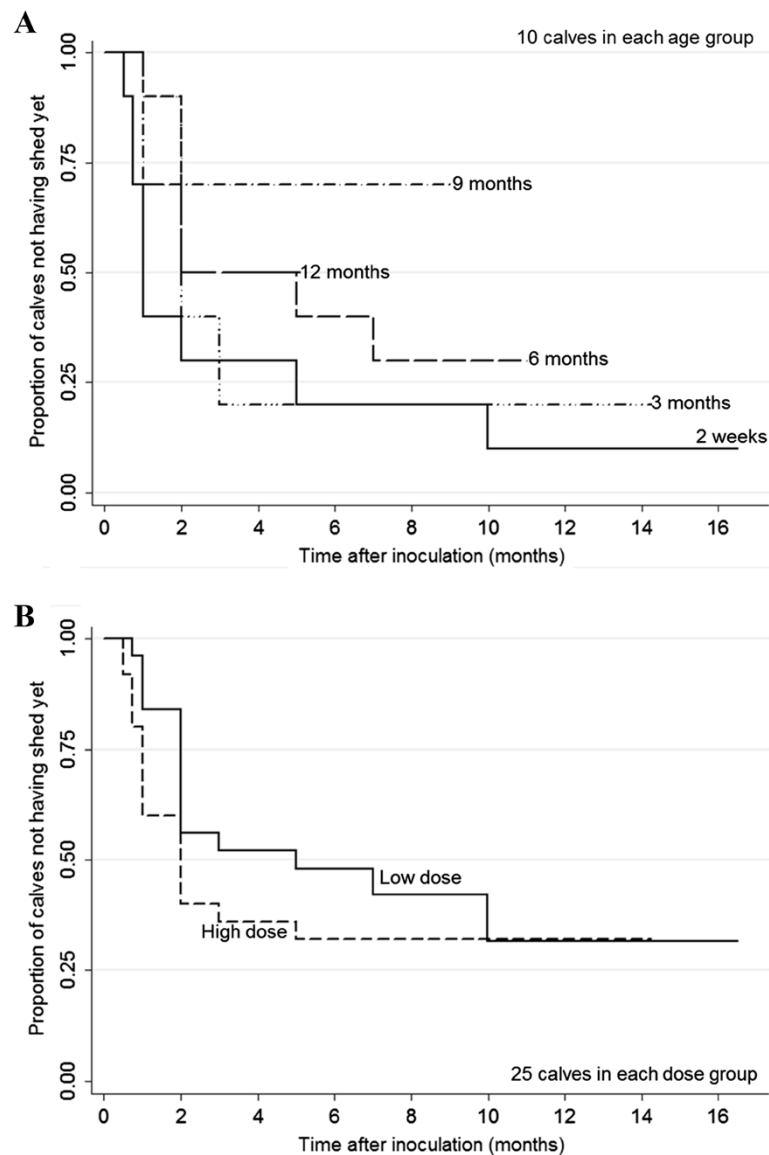 A
10 calves in each age group
Proportion of calves not having shed yet
1.00
0.75
0.50
0.25
0.00
9 months
12 months
6 months
3 months
2 weeks
0 2 4 6 8 10 12 14 16
Time after inoculation (months)
B
Proportion of calves not having shed yet
1.00
0.75
0.50
0.25
0.00
Low dose
High dose
25 calves in each dose group
0 2 4 6 8 10 12 14 16
Time after inoculation (months)